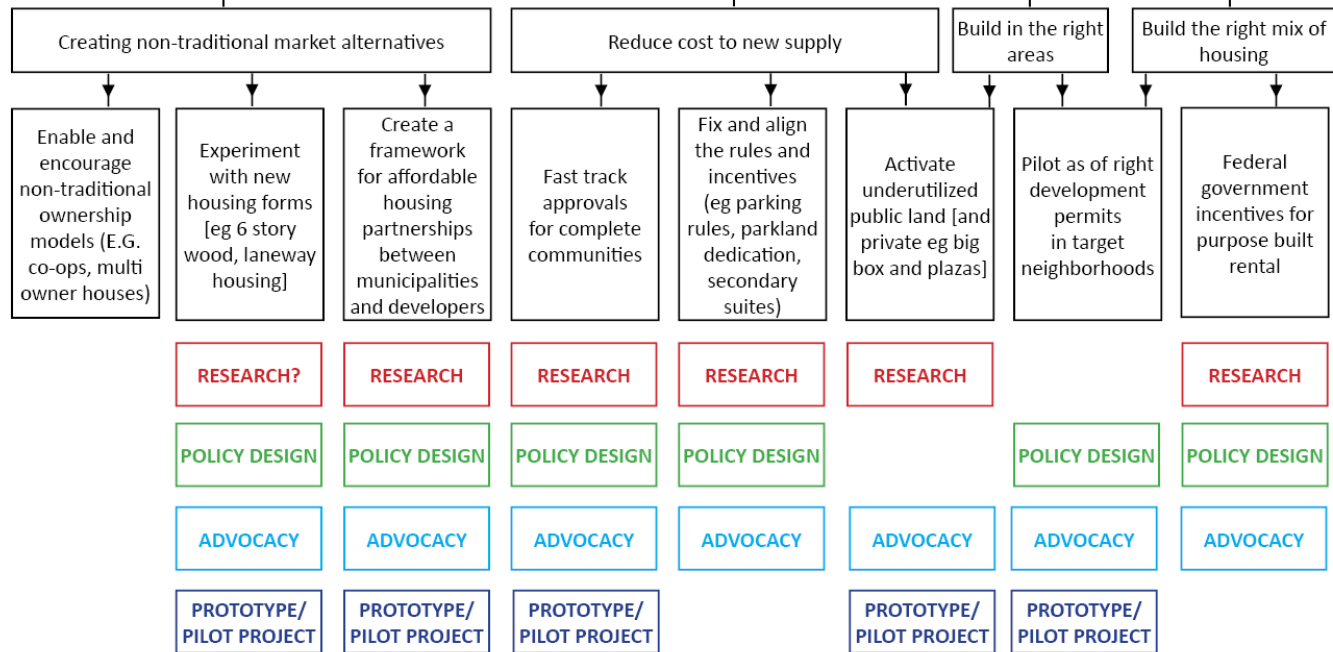 Creating non-traditional market alternatives
Reduce cost to new supply
Build in the right
areas
Build the right mix of
housing
Enable and
encourage
non-traditional
ownership
models (E.G.
co-ops, multi
owner houses)
Experiment
with new
housing forms
[eg 6 story
wood, laneway
housing]
Create a
framework
for affordable
housing
partnerships
between
municipalities
and developers
Fast track
approvals
for complete
communities
Fix and align
the rules and
incentives
(eg parking
rules, parkland
dedication,
secondary
suites)
Activate
underutilized
public land [and
private eg big
box and plazas]
Pilot as of right
development
permits
in target
neighborhoods
Federal
government
incentives for
purpose built
rental
RESEARCH?
RESEARCH
RESEARCH
RESEARCH
RESEARCH
RESEARCH
POLICY DESIGN
POLICY DESIGN
POLICY DESIGN
POLICY DESIGN
POLICY DESIGN
POLICY DESIGN
ADVOCACY
ADVOCACY
ADVOCACY
ADVOCACY
ADVOCACY
ADVOCACY
ADVOCACY
PROTOTYPE/
PILOT PROJECT
PROTOTYPE/
PILOT PROJECT
PROTOTYPE/
PILOT PROJECT
PROTOTYPE/
PILOT PROJECT
PROTOTYPE/
PILOT PROJECT